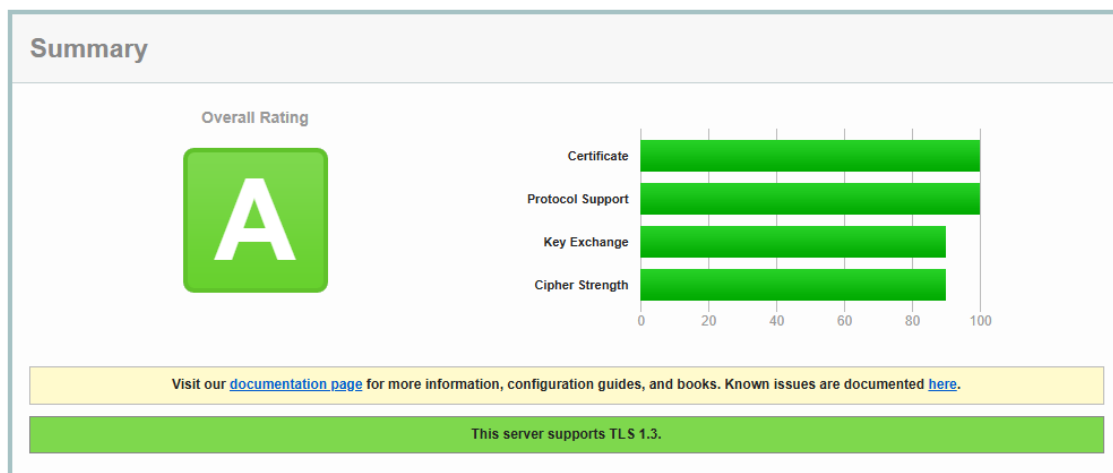 Summary
Overall Rating
A
Certificate
Protocol Support
Key Exchange
Cipher Strength
0 20 40 60 80 100
Visit our documentation page for more information, configuration guides, and books. Known issues are documented here.
This server supports TLS 1.3.